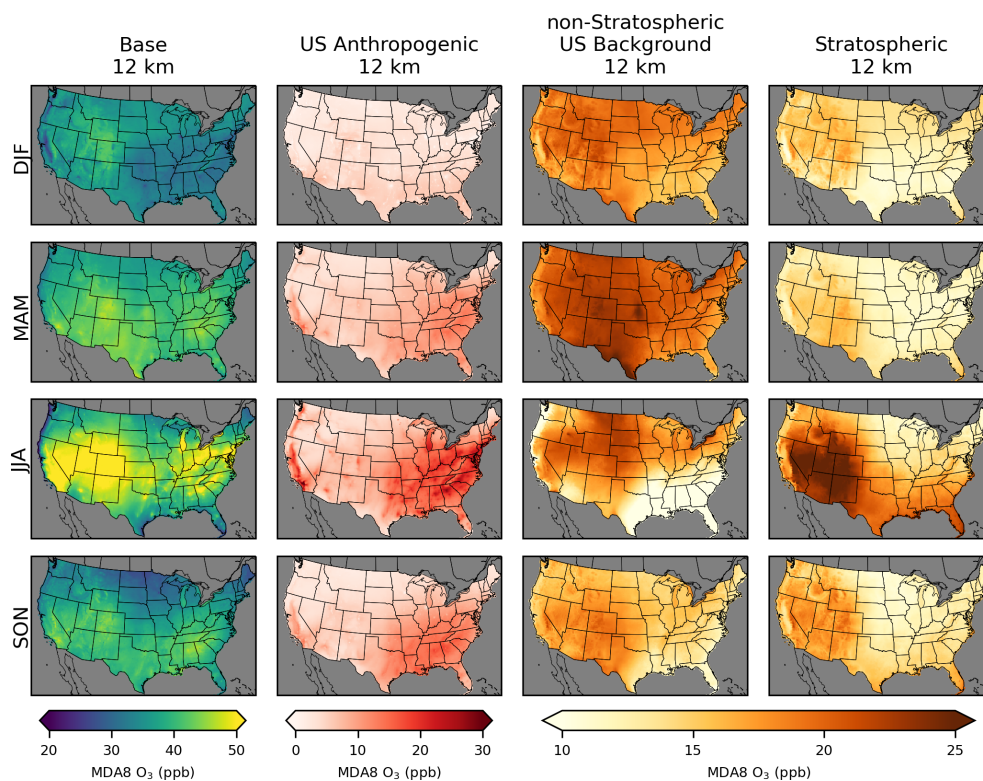 Base
12 km
US Anthropogenic
12 km
non-Stratospheric
US Background
12 km
Stratospheric
12 km
DJF
MAM
JJA
SON
20 30 40 50
MDA8 O₃ (ppb)
0 10 20 30
MDA8 O₃ (ppb)
10 15 20 25
MDA8 O₃ (ppb)